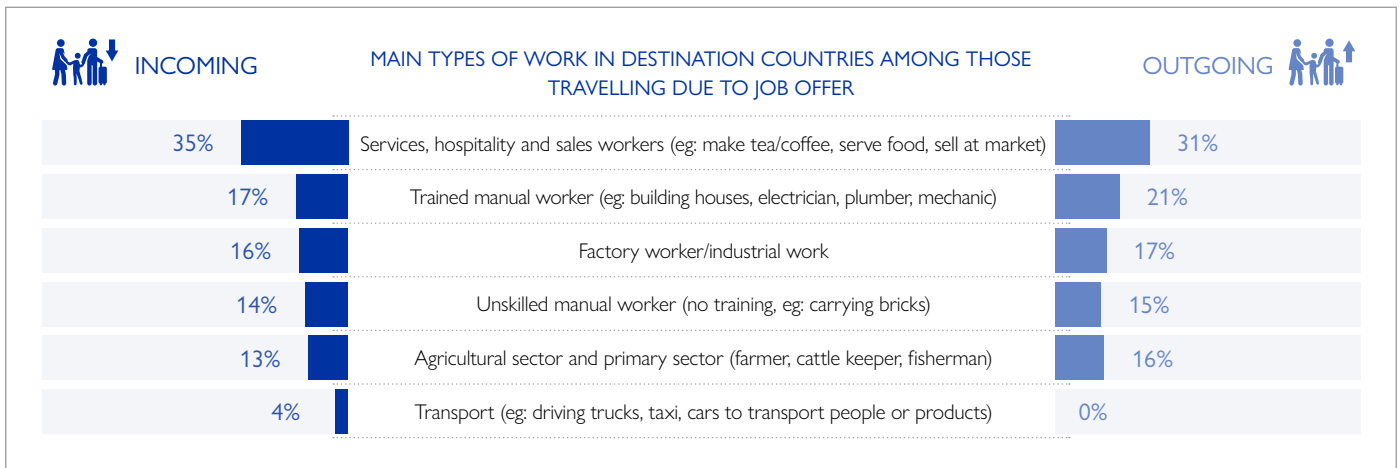 INCOMING
MAIN TYPES OF WORK IN DESTINATION COUNTRIES AMONG THOSE
TRAVELLING DUE TO JOB OFFER
OUTGOING
35% Services, hospitality and sales workers (eg: make tea/coffee, serve food, sell at market) 31%
17% Trained manual worker (eg: building houses, electrician, plumber, mechanic) 21%
16% Factory worker/industrial work 17%
14% Unskilled manual worker (no training, eg: carrying bricks) 15%
13% Agricultural sector and primary sector (farmer, cattle keeper, fisherman) 16%
4% Transport (eg: driving trucks, taxi, cars to transport people or products) 0%